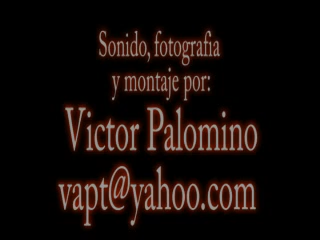 Sonido, fotografia
y montaje por:
Victor Palomino
vapt@yahoo.com